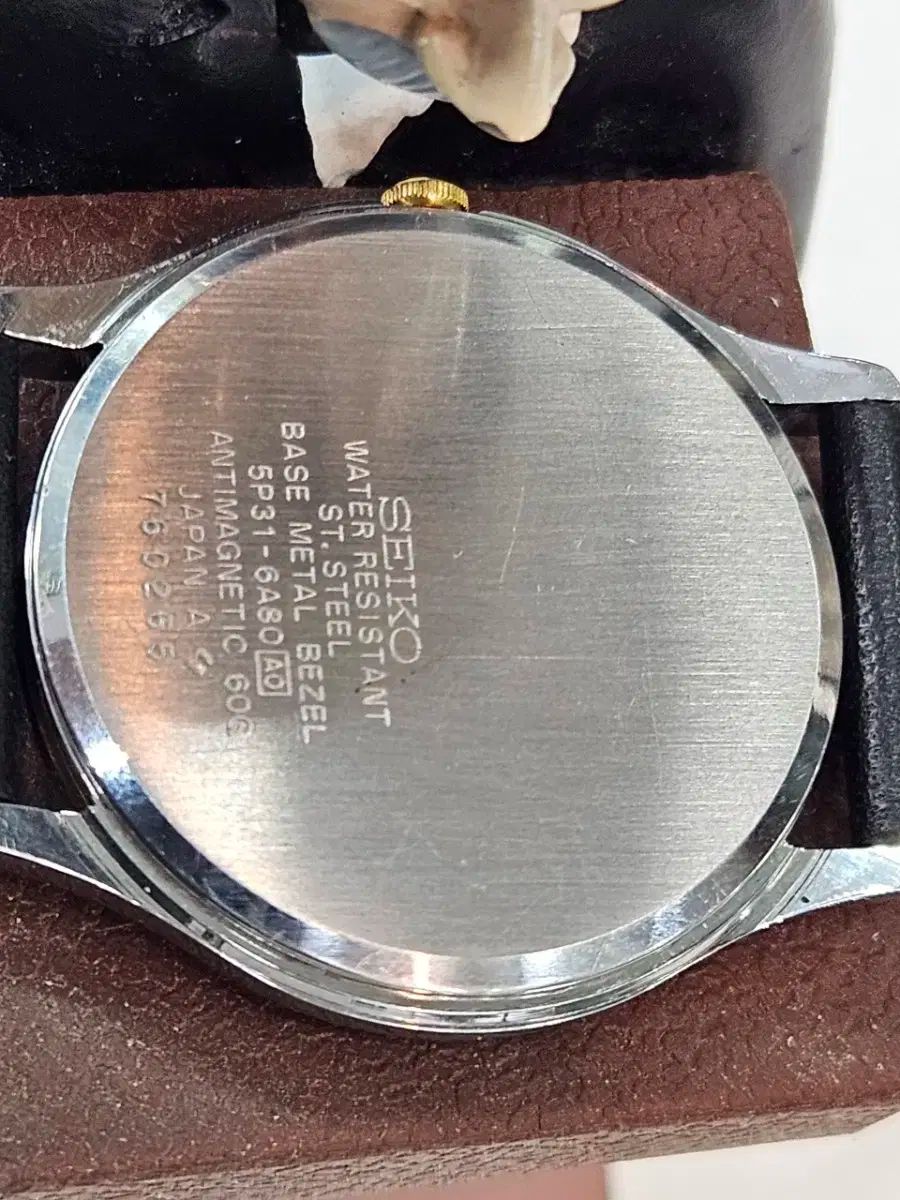 SEIKO
WATER RESISTANT
ST.STEEL
BASE METAL BEZEL
5P31-6A80 A0
ANTIMAGNETIC 60G
JAPAN A S
760255